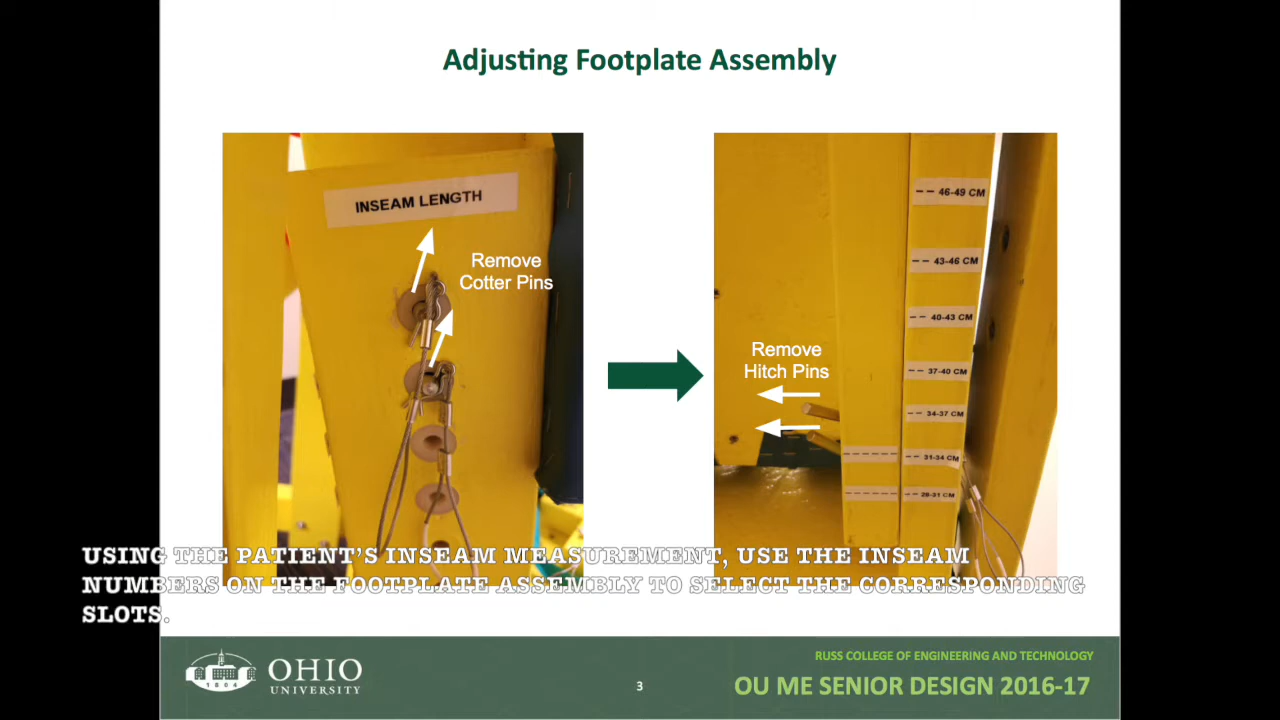 Adjusting Footplate Assembly
INSEAM LENGTH
Remove
Cotter Pins
Remove
Hitch Pins
-- 46-49 CM
-- 43-46 CM
-- 40-43 CM
-- 37-40 CM
-- 34-37 CM
-- 31-34 CM
-- 28-31 CM
USING THE PATIENT'S INSEAM MEASUREMENT, USE THE INSEAM
NUMBERS ON THE FOOTPLATE ASSEMBLY TO SELECT THE CORRESPONDING
SLOTS.
1804
OHIO
UNIVERSITY
3
RUSS COLLEGE OF ENGINEERING AND TECHNOLOGY
OU ME SENIOR DESIGN 2016-17